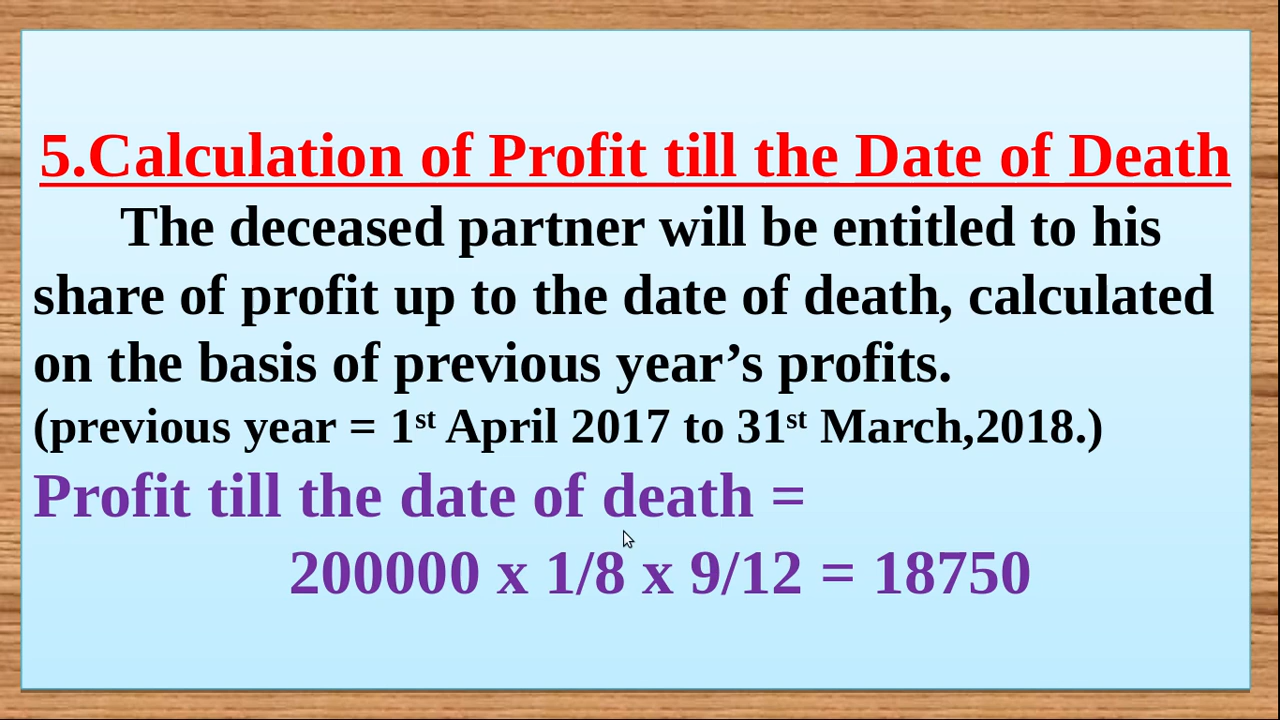 5.Calculation of Profit till the Date of Death
The deceased partner will be entitled to his
share of profit up to the date of death, calculated
on the basis of previous year’s profits.
(previous year = 1st April 2017 to 31st March,2018.)
Profit till the date of death =
200000 x 1/8 x 9/12 = 18750